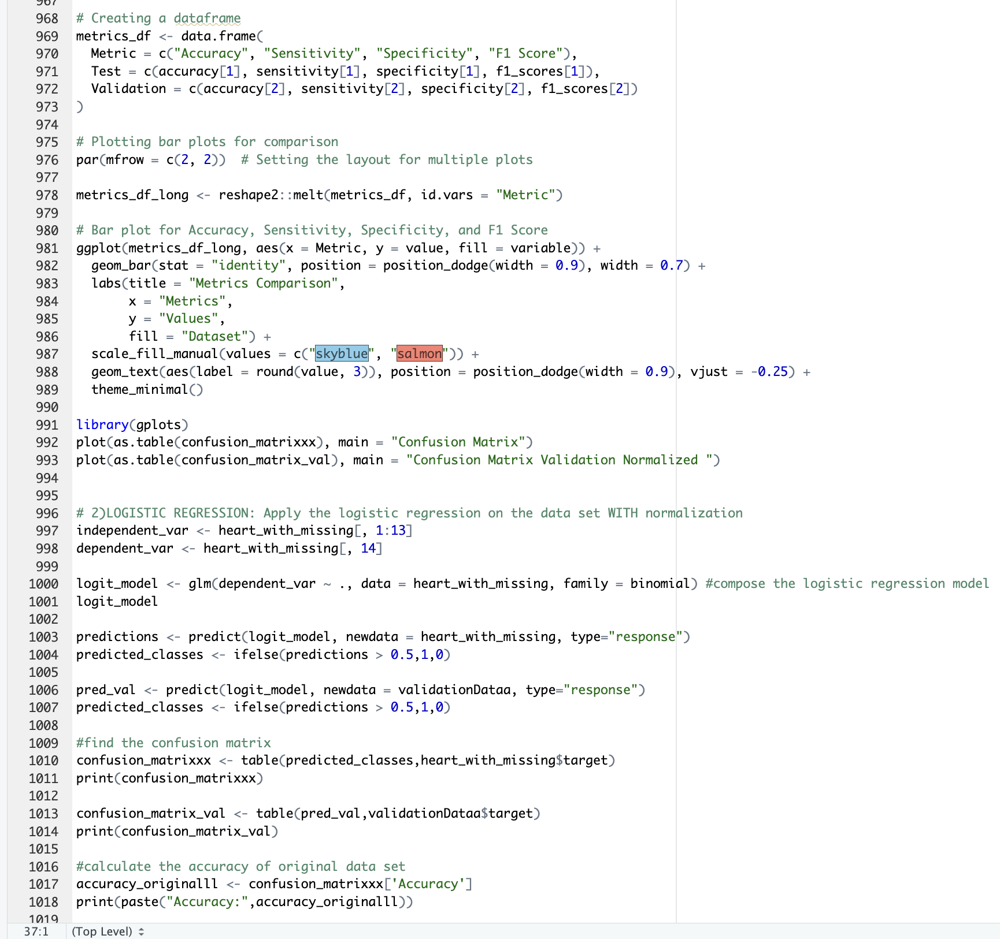 967
968 # Creating a dataframe
969 metrics_df <- data.frame(
970   Metric = c("Accuracy", "Sensitivity", "Specificity", "F1 Score"),
971   Test = c(accuracy[1], sensitivity[1], specificity[1], f1_scores[1]),
972   Validation = c(accuracy[2], sensitivity[2], specificity[2], f1_scores[2])
973 )
974
975 # Plotting bar plots for comparison
976 par(mfrow = c(2, 2))  # Setting the layout for multiple plots
977
978 metrics_df_long <- reshape2::melt(metrics_df, id.vars = "Metric")
979
980 # Bar plot for Accuracy, Sensitivity, Specificity, and F1 Score
981 ggplot(metrics_df_long, aes(x = Metric, y = value, fill = variable)) +
982   geom_bar(stat = "identity", position = position_dodge(width = 0.9), width = 0.7) +
983   labs(title = "Metrics Comparison",
984        x = "Metrics",
985        y = "Values",
986        fill = "Dataset") +
987   scale_fill_manual(values = c("skyblue", "salmon")) +
988   geom_text(aes(label = round(value, 3)), position = position_dodge(width = 0.9), vjust = -0.25) +
989   theme_minimal()
990
991 library(gplots)
992 plot(as.table(confusion_matrixxx), main = "Confusion Matrix")
993 plot(as.table(confusion_matrix_val), main = "Confusion Matrix Validation Normalized ")
994
995
996 # 2)LOGISTIC REGRESSION: Apply the logistic regression on the data set WITH normalization
997 independent_var <- heart_with_missing[, 1:13]
998 dependent_var <- heart_with_missing[, 14]
999
1000 logit_model <- glm(dependent_var ~ ., data = heart_with_missing, family = binomial) #compose the logistic regression model
1001 logit_model
1002
1003 predictions <- predict(logit_model, newdata = heart_with_missing, type="response")
1004 predicted_classes <- ifelse(predictions > 0.5,1,0)
1005
1006 pred_val <- predict(logit_model, newdata = validationDataa, type="response")
1007 predicted_classes <- ifelse(predictions > 0.5,1,0)
1008
1009 #find the confusion matrix
1010 confusion_matrixxx <- table(predicted_classes,heart_with_missing$target)
1011 print(confusion_matrixxx)
1012
1013 confusion_matrix_val <- table(pred_val,validationDataa$target)
1014 print(confusion_matrix_val)
1015
1016 #calculate the accuracy of original data set
1017 accuracy_originalll <- confusion_matrixxx['Accuracy']
1018 print(paste("Accuracy:",accuracy_originalll))
1019
37:1 (Top Level)